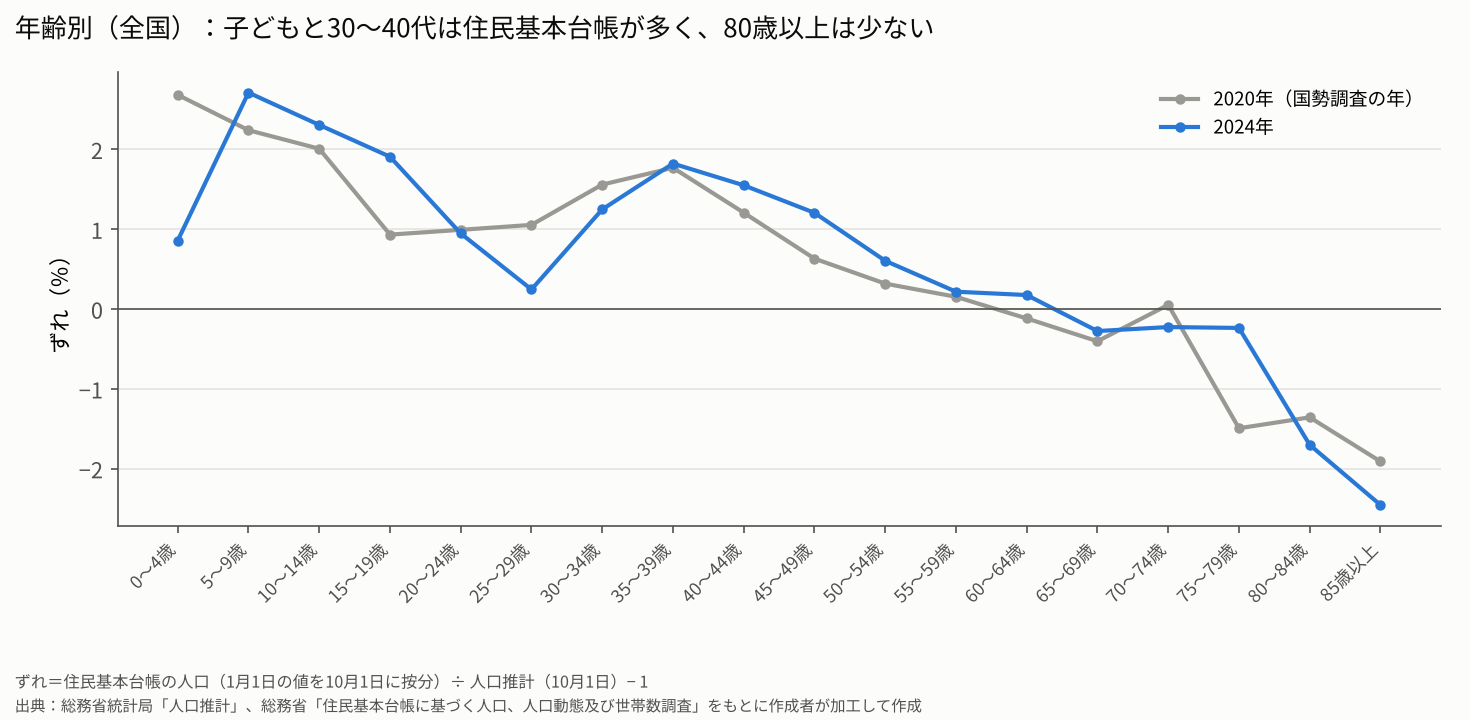 年齢別（全国）：子どもと30〜40代は住民基本台帳が多く、80歳以上は少ない
2020年（国勢調査の年）
2024年
ずれ（%）
2
1
0
−1
−2
0〜4歳
5〜9歳
10〜14歳
15〜19歳
20〜24歳
25〜29歳
30〜34歳
35〜39歳
40〜44歳
45〜49歳
50〜54歳
55〜59歳
60〜64歳
65〜69歳
70〜74歳
75〜79歳
80〜84歳
85歳以上
ずれ＝住民基本台帳の人口（1月1日の値を10月1日に按分）÷ 人口推計（10月1日）− 1
出典：総務省統計局「人口推計」、総務省「住民基本台帳に基づく人口、人口動態及び世帯数調査」をもとに作成者が加工して作成